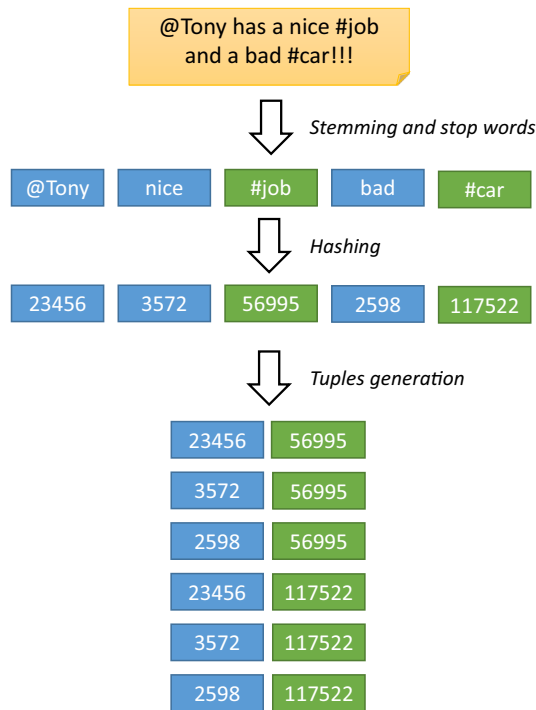 @Tony has a nice #job
and a bad #car!!!
Stemming and stop words
@Tony nice #job bad #car
Hashing
23456 3572 56995 2598 117522
Tuples generation
23456 56995
3572 56995
2598 56995
23456 117522
3572 117522
2598 117522